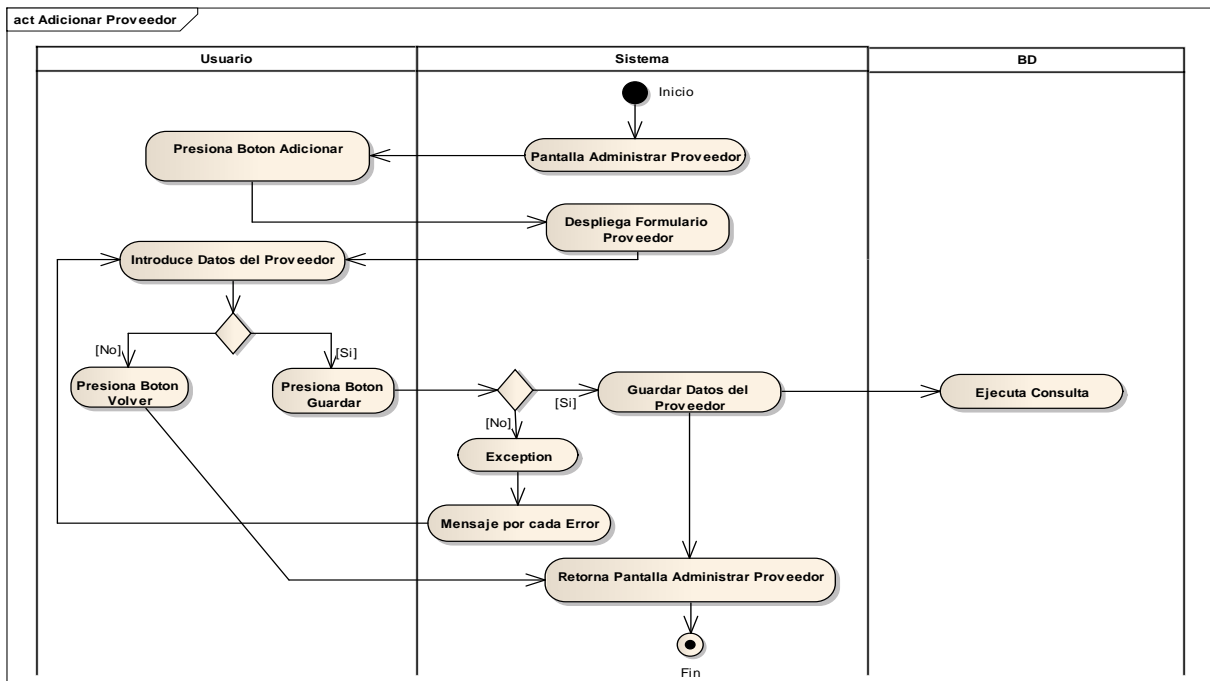 act Adicionar Proveedor
Usuario
Sistema
BD
Inicio
Presiona Boton Adicionar
Pantalla Administrar Proveedor
Despliega Formulario
Proveedor
Introduce Datos del Proveedor
[No]
[Si]
Presiona Boton
Volver
Presiona Boton
Guardar
[Si]
Guardar Datos del
Proveedor
Ejecuta Consulta
[No]
Exception
Mensaje por cada Error
Retorna Pantalla Administrar Proveedor
Fin